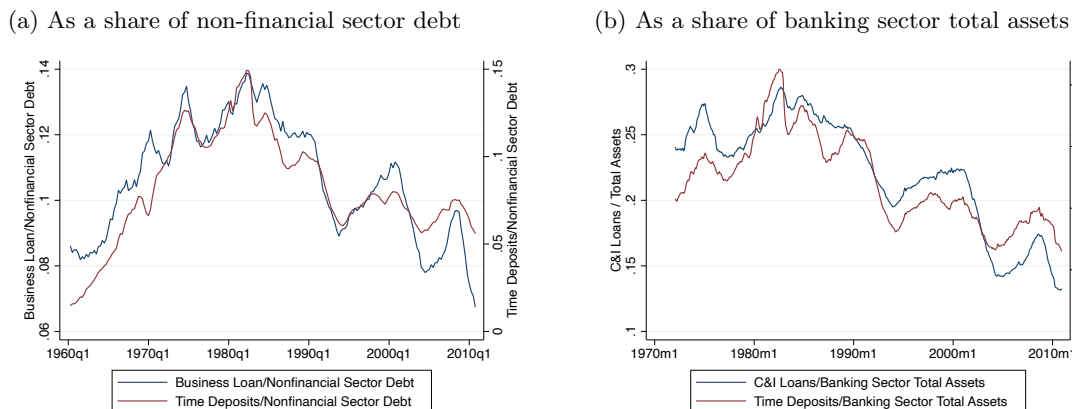 (a) As a share of non-financial sector debt
(b) As a share of banking sector total assets
Business Loan/Nonfinancial Sector Debt
.06
.08
.1
.12
.14
0
.05
.1
.15
Time Deposits/Nonfinancial Sector Debt
1960q1
1970q1
1980q1
1990q1
2000q1
2010q1
Business Loan/Nonfinancial Sector Debt
Time Deposits/Nonfinancial Sector Debt
C&I Loans / Total Assets
.1
.15
.2
.25
.3
1970m1
1980m1
1990m1
2000m1
C&I Loans/Banking Sector Total Assets
Time Deposits/Banking Sector Total Assets